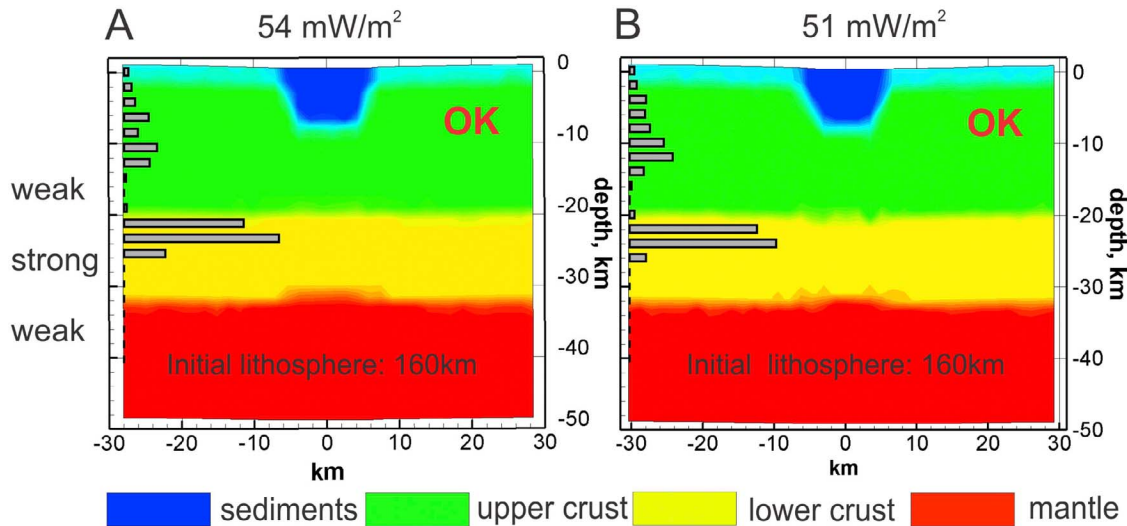 A 54 mW/m² B 51 mW/m²
0 0
OK OK
-10 -10
weak
depth, km depth, km
-20 -20
strong
-30 -30
weak
Initial lithosphere: 160km Initial lithosphere: 160km
-40 -40
-50 -50
-30 -20 -10 0 10 20 30 -30 -20 -10 0 10 20 30
km km
sediments upper crust lower crust mantle